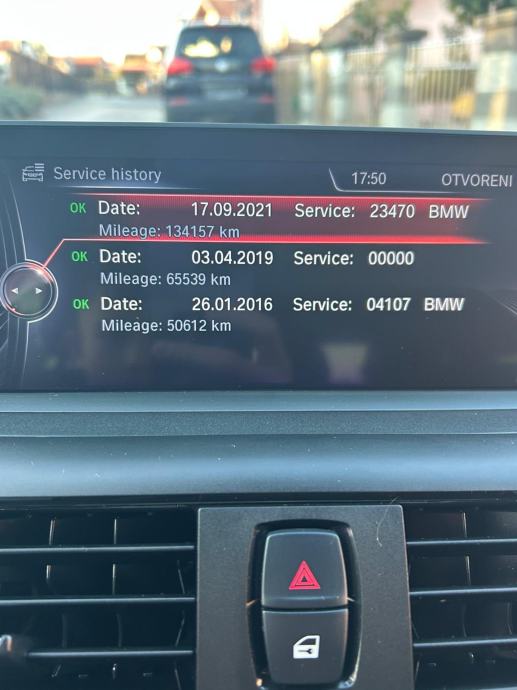 Service history 17:50 OTVORENI
OK Date: 17.09.2021 Service: 23470 BMW
Mileage: 134157 km
OK Date: 03.04.2019 Service: 00000
Mileage: 65539 km
OK Date: 26.01.2016 Service: 04107 BMW
Mileage: 50612 km